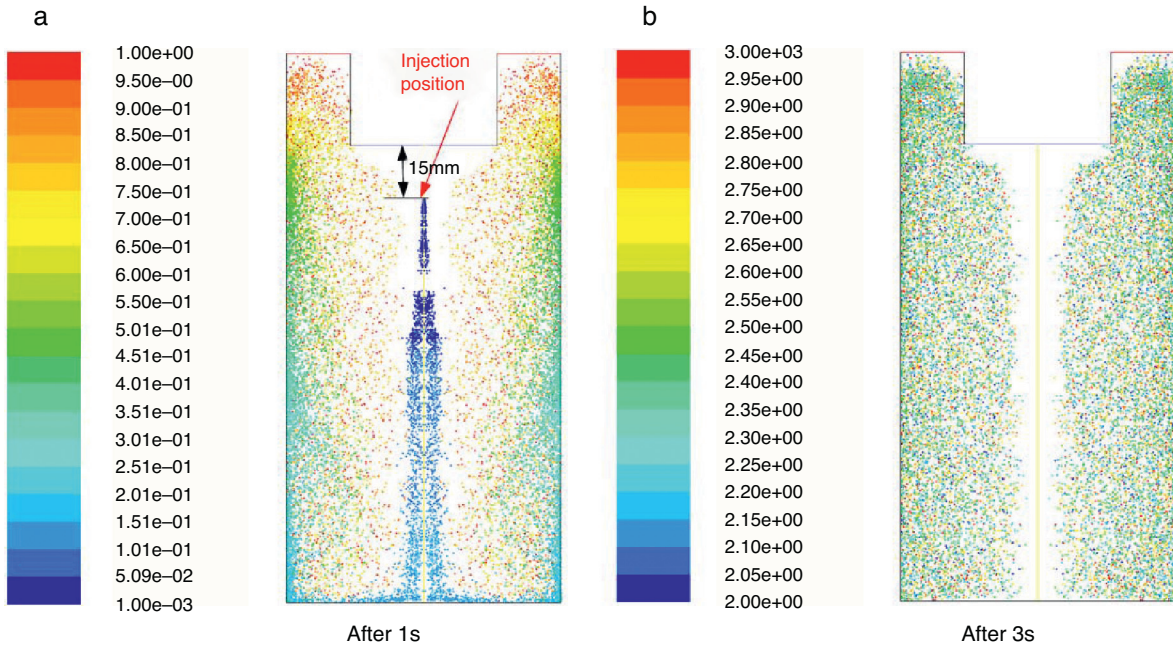 a
1.00e+00
9.50e–00
9.00e–01
8.50e–01
8.00e–01
7.50e–01
7.00e–01
6.50e–01
6.00e–01
5.50e–01
5.01e–01
4.51e–01
4.01e–01
3.51e–01
3.01e–01
2.51e–01
2.01e–01
1.51e–01
1.01e–01
5.09e–02
1.00e–03
Injection
position
15mm
After 1s
b
3.00e+03
2.95e+00
2.90e+00
2.85e+00
2.80e+00
2.75e+00
2.70e+00
2.65e+00
2.60e+00
2.55e+00
2.50e+00
2.45e+00
2.40e+00
2.35e+00
2.30e+00
2.25e+00
2.20e+00
2.15e+00
2.10e+00
2.05e+00
2.00e+00
After 3s